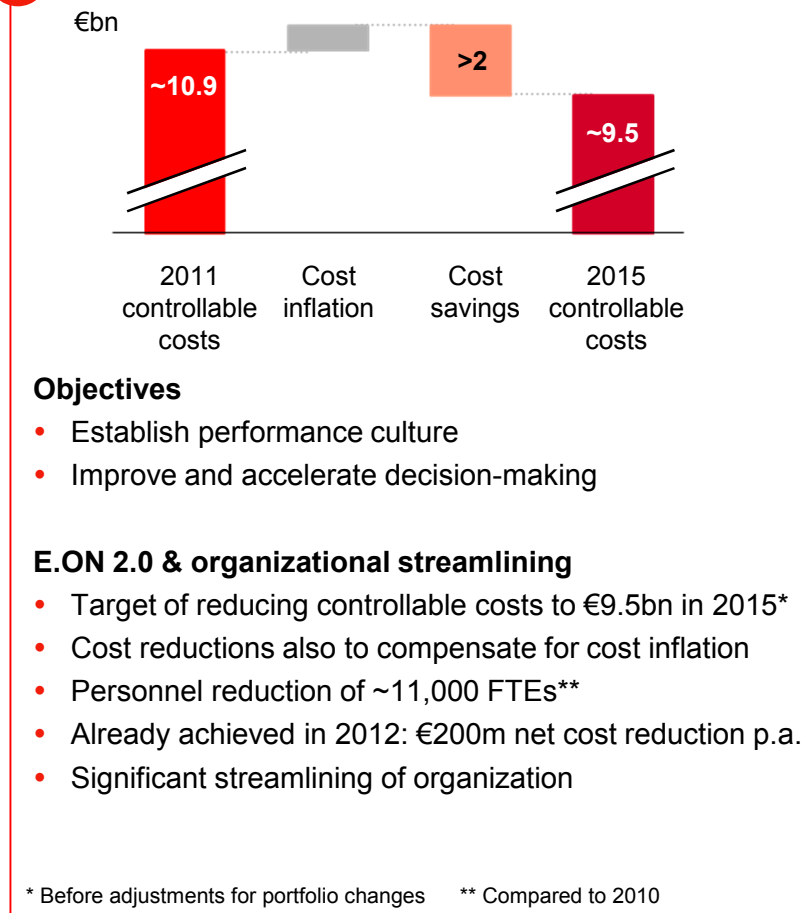 €bn
~10.9
>2
~9.5
2011 controllable costs
Cost inflation
Cost savings
2015 controllable costs
Objectives
• Establish performance culture
• Improve and accelerate decision-making
E.ON 2.0 & organizational streamlining
• Target of reducing controllable costs to €9.5bn in 2015*
• Cost reductions also to compensate for cost inflation
• Personnel reduction of ~11,000 FTEs**
• Already achieved in 2012: €200m net cost reduction p.a.
• Significant streamlining of organization
* Before adjustments for portfolio changes ** Compared to 2010